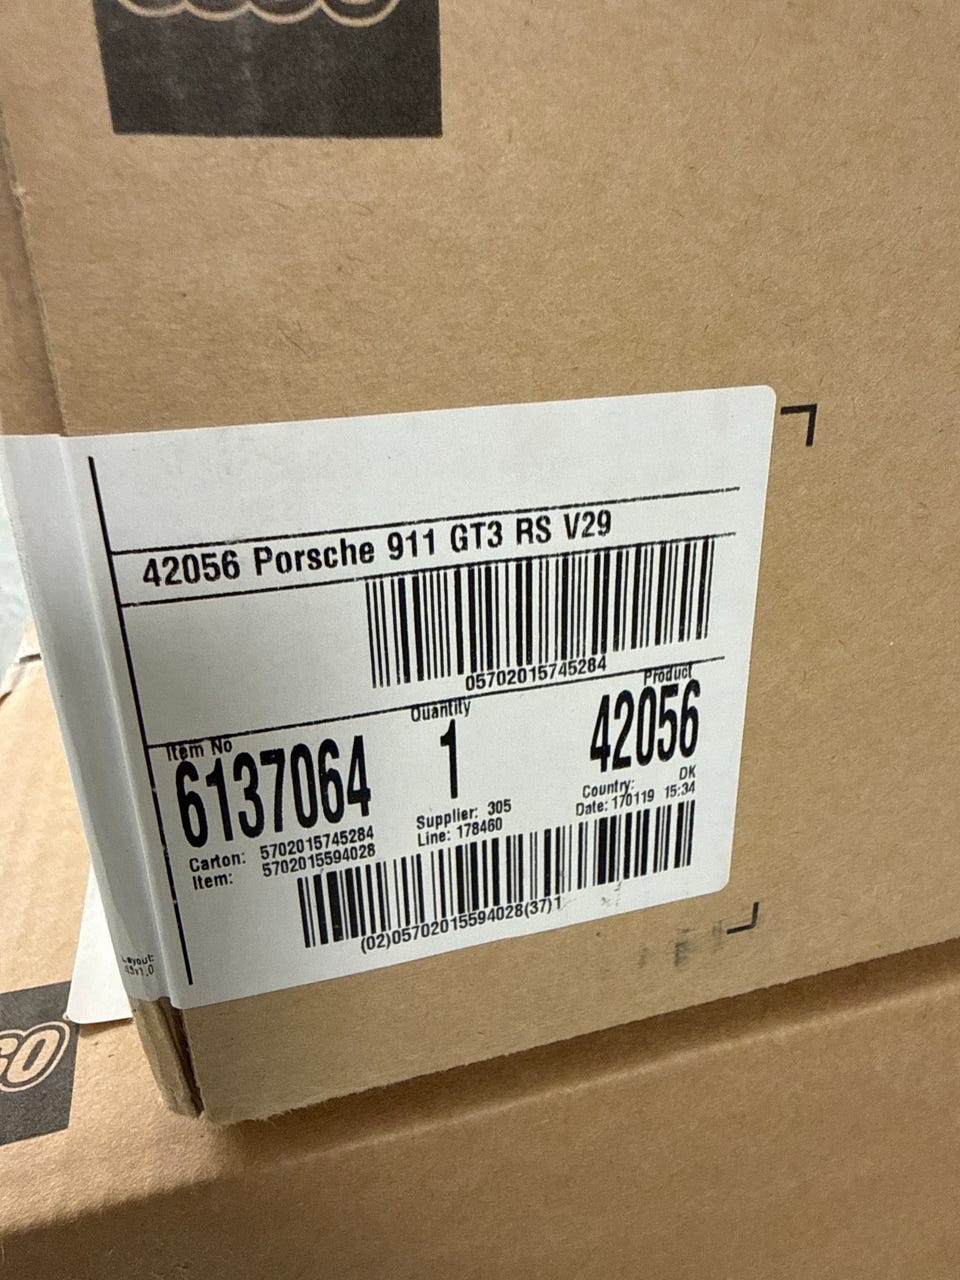 42056 Porsche 911 GT3 RS V29
05702015745284
Item No
6137064
Quantity
1
Product
42056
Carton: 5702015745284
Item: 5702015594028
Supplier: 305
Line: 178460
Country: DK
Date: 170119 15:34
(02)05702015594028(37)1
Layout: